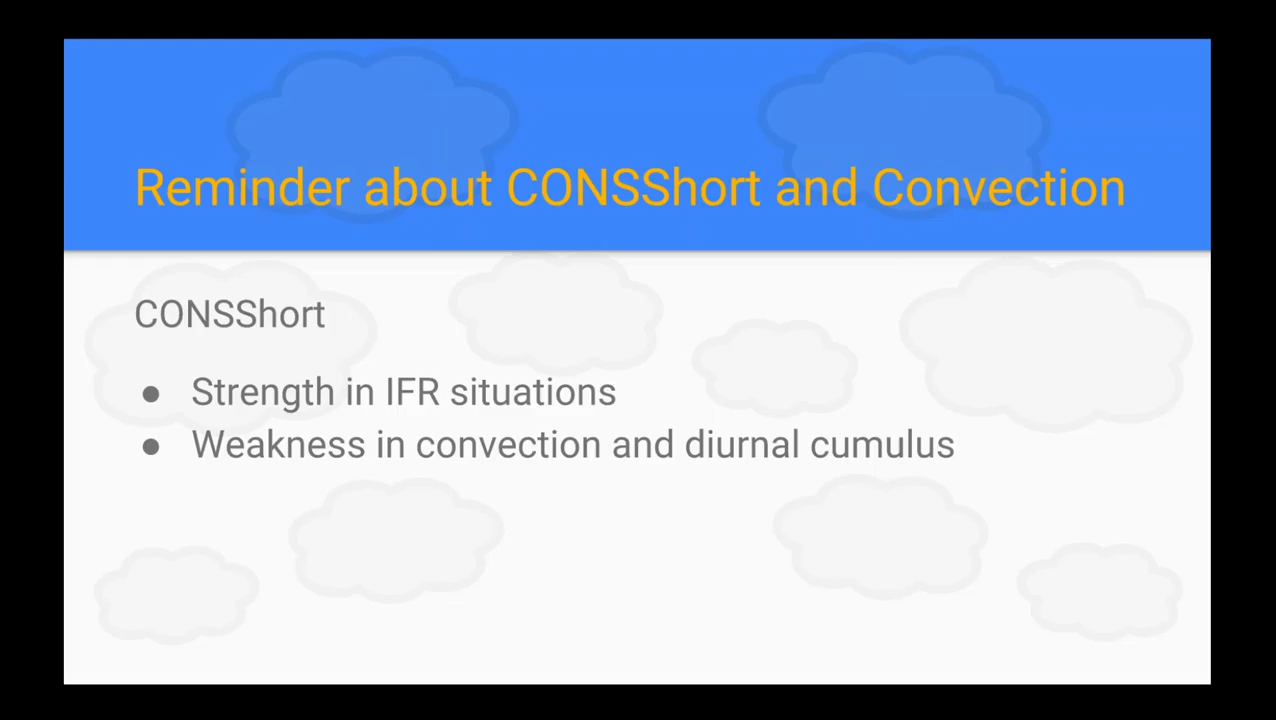 Reminder about CONSShort and Convection
CONSShort
● Strength in IFR situations
● Weakness in convection and diurnal cumulus